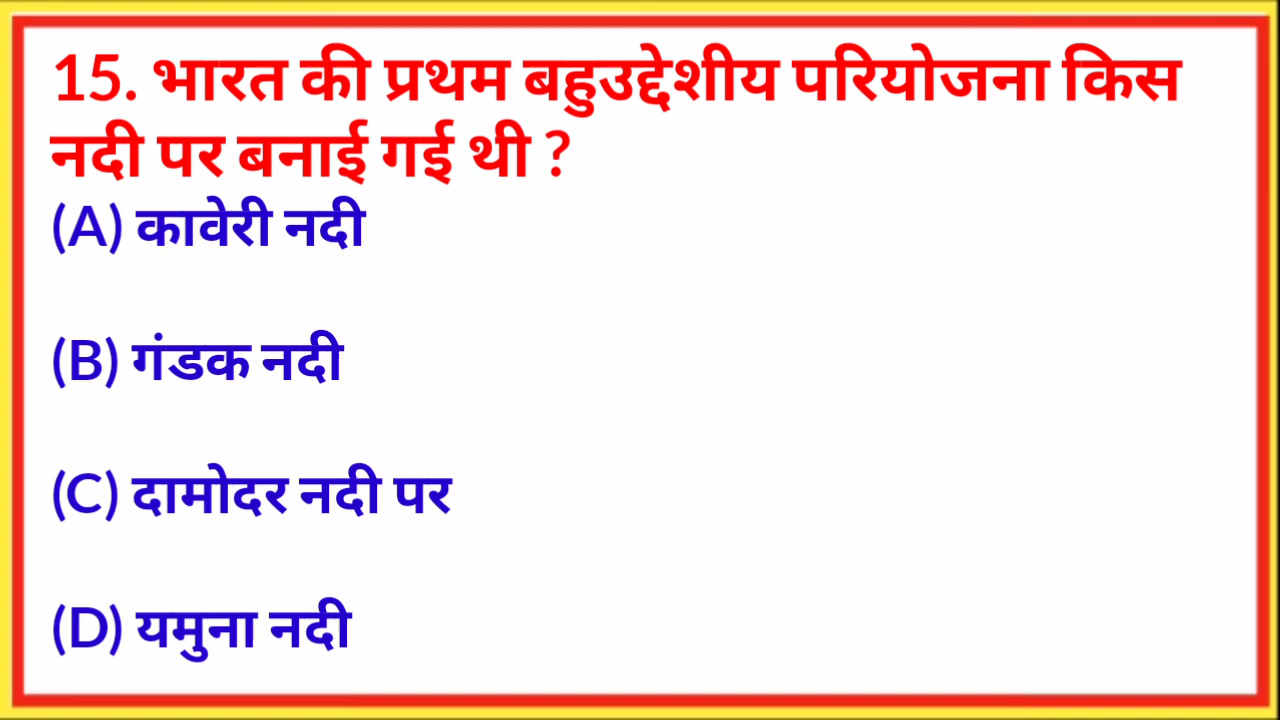 15. भारत की प्रथम बहुउद्देशीय परियोजना किस
नदी पर बनाई गई थी ?
(A) कावेरी नदी
(B) गंडक नदी
(C) दामोदर नदी पर
(D) यमुना नदी